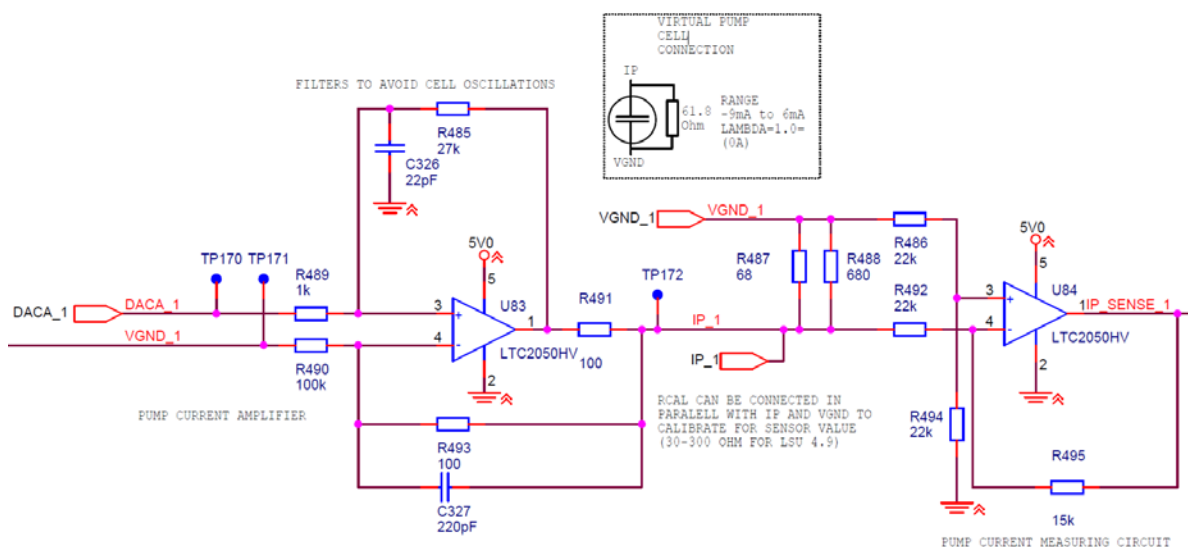 VIRTUAL PUMP
CELL
CONNECTION
IP
61.8
Ohm
RANGE
-9mA to 6mA
LAMBDA=1.0=
(0A)
VGND
FILTERS TO AVOID CELL OSCILLATIONS
R485
27k
C326
22pF
VGND_1
VGND_1
R486
22k
5V0
5V0
TP170
TP171
R489
1k
5
U83
R487
68
R488
680
TP172
R492
22k
5
U84
DACA_1
DACA_1
3
+
1
R491
3
+
1
IP_SENSE_1
VGND_1
4
-
LTC2050HV
100
IP_1
4
-
LTC2050HV
R490
100k
2
IP_1
2
PUMP CURRENT AMPLIFIER
RCAL CAN BE CONNECTED IN
PARALELL WITH IP AND VGND TO
CALIBRATE FOR SENSOR VALUE
(30-300 OHM FOR LSU 4.9)
R494
22k
R493
100
C327
220pF
R495
15k
PUMP CURRENT MEASURING CIRCUIT